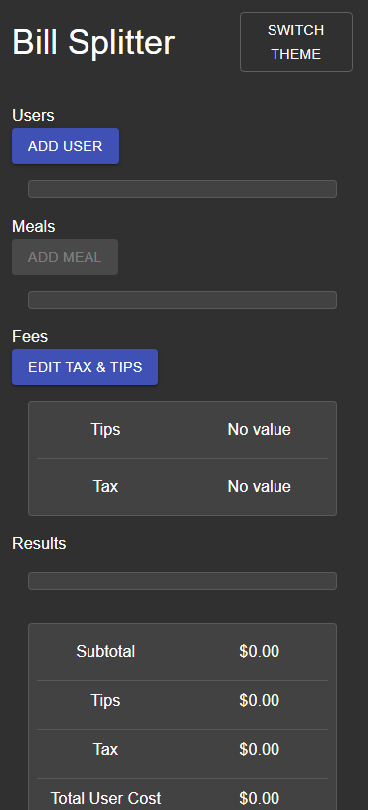 Bill Splitter
SWITCH
THEME
Users
ADD USER
Meals
ADD MEAL
Fees
EDIT TAX & TIPS
Tips No value
Tax No value
Results
Subtotal $0.00
Tips $0.00
Tax $0.00
Total User Cost $0.00